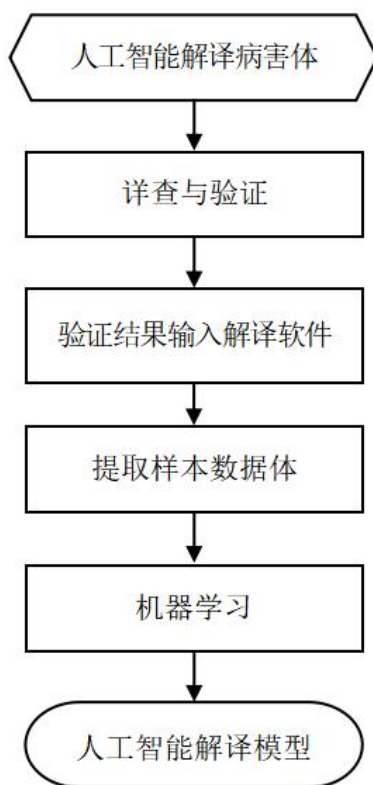 人工智能解译病害体
详查与验证
验证结果输入解译软件
提取样本数据体
机器学习
人工智能解译模型